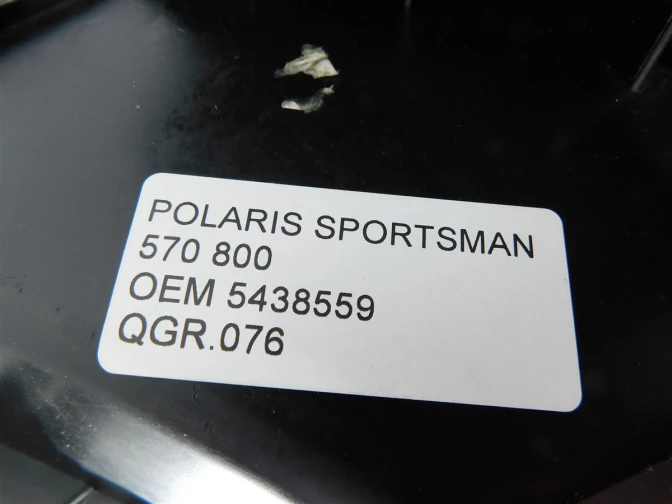 POLARIS SPORTSMAN
570 800
OEM 5438559
QGR.076